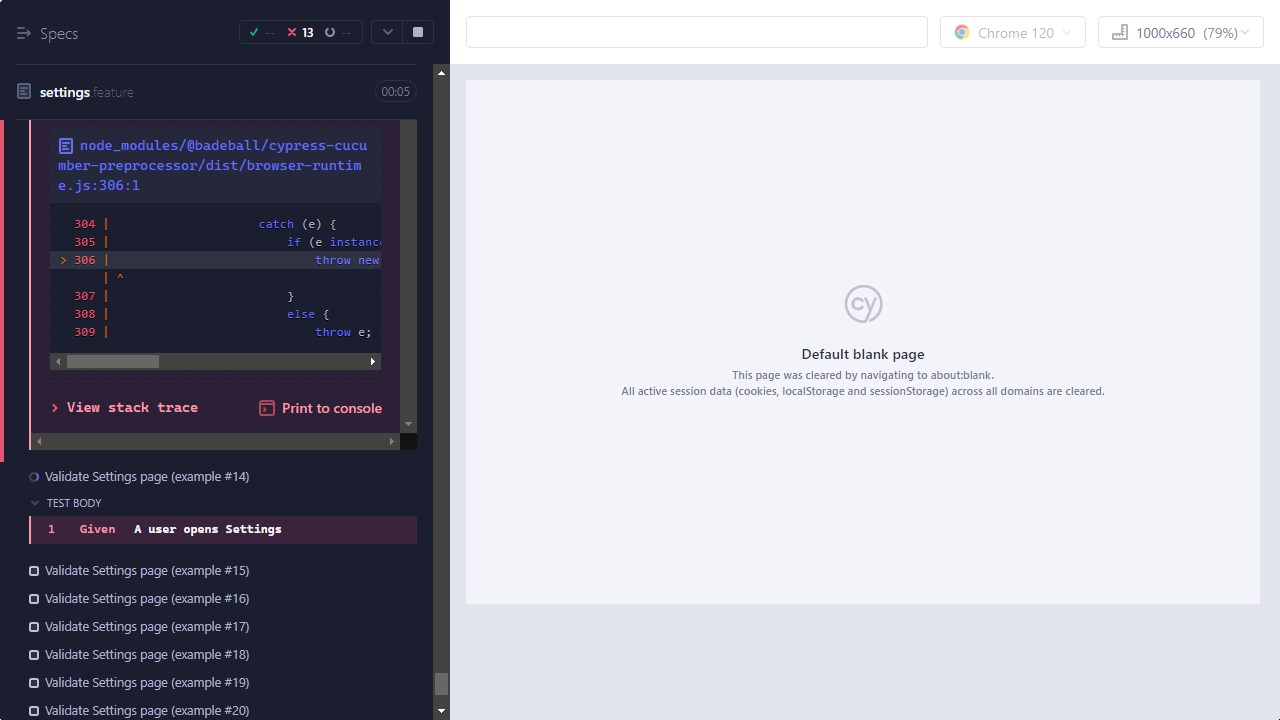 Specs
-- 13 --
settings.feature
00:05
node_modules/@badeball/cypress-cucu
mber-preprocessor/dist/browser-runtim
e.js:306:1
304 | catch (e) {
305 | if (e instanc
> 306 | throw new
| ^
307 | }
308 | else {
309 | throw e;
View stack trace
Print to console
Validate Settings page (example #14)
TEST BODY
1 Given A user opens Settings
Validate Settings page (example #15)
Validate Settings page (example #16)
Validate Settings page (example #17)
Validate Settings page (example #18)
Validate Settings page (example #19)
Validate Settings page (example #20)
Chrome 120
1000x660 (79%)
cy
Default blank page
This page was cleared by navigating to about:blank.
All active session data (cookies, localStorage and sessionStorage) across all domains are cleared.